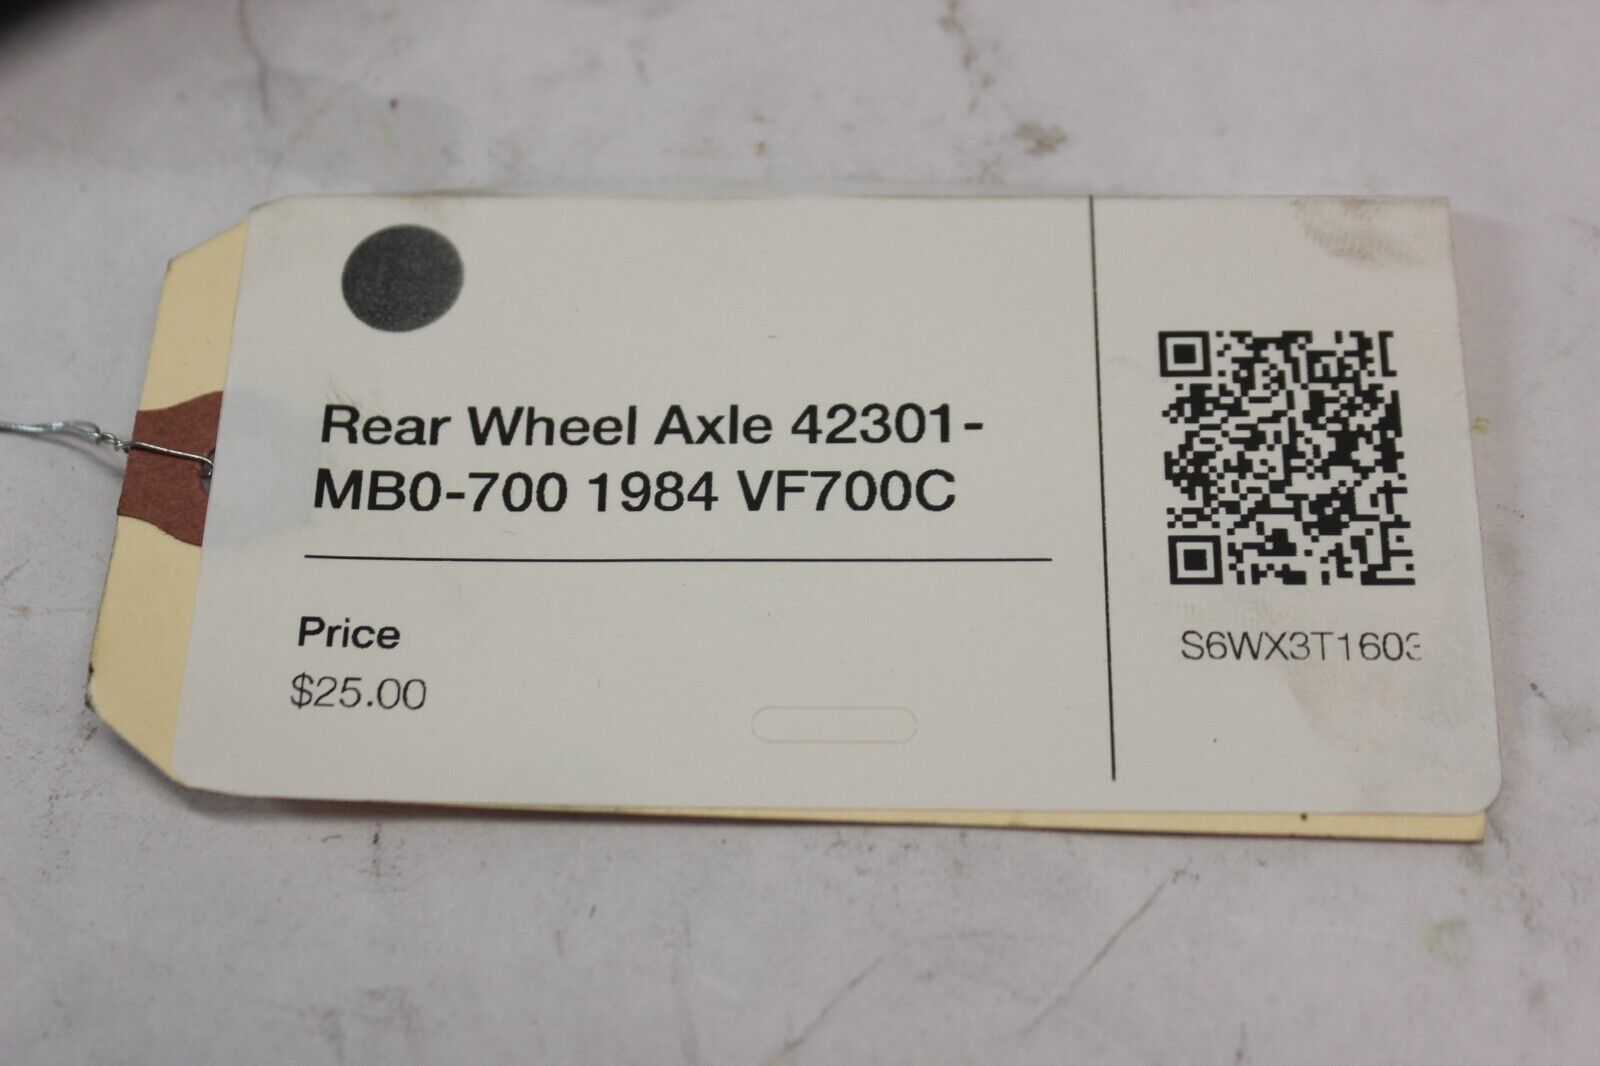 Rear Wheel Axle 42301-
MB0-700 1984 VF700C
Price
$25.00
S6WX3T1603